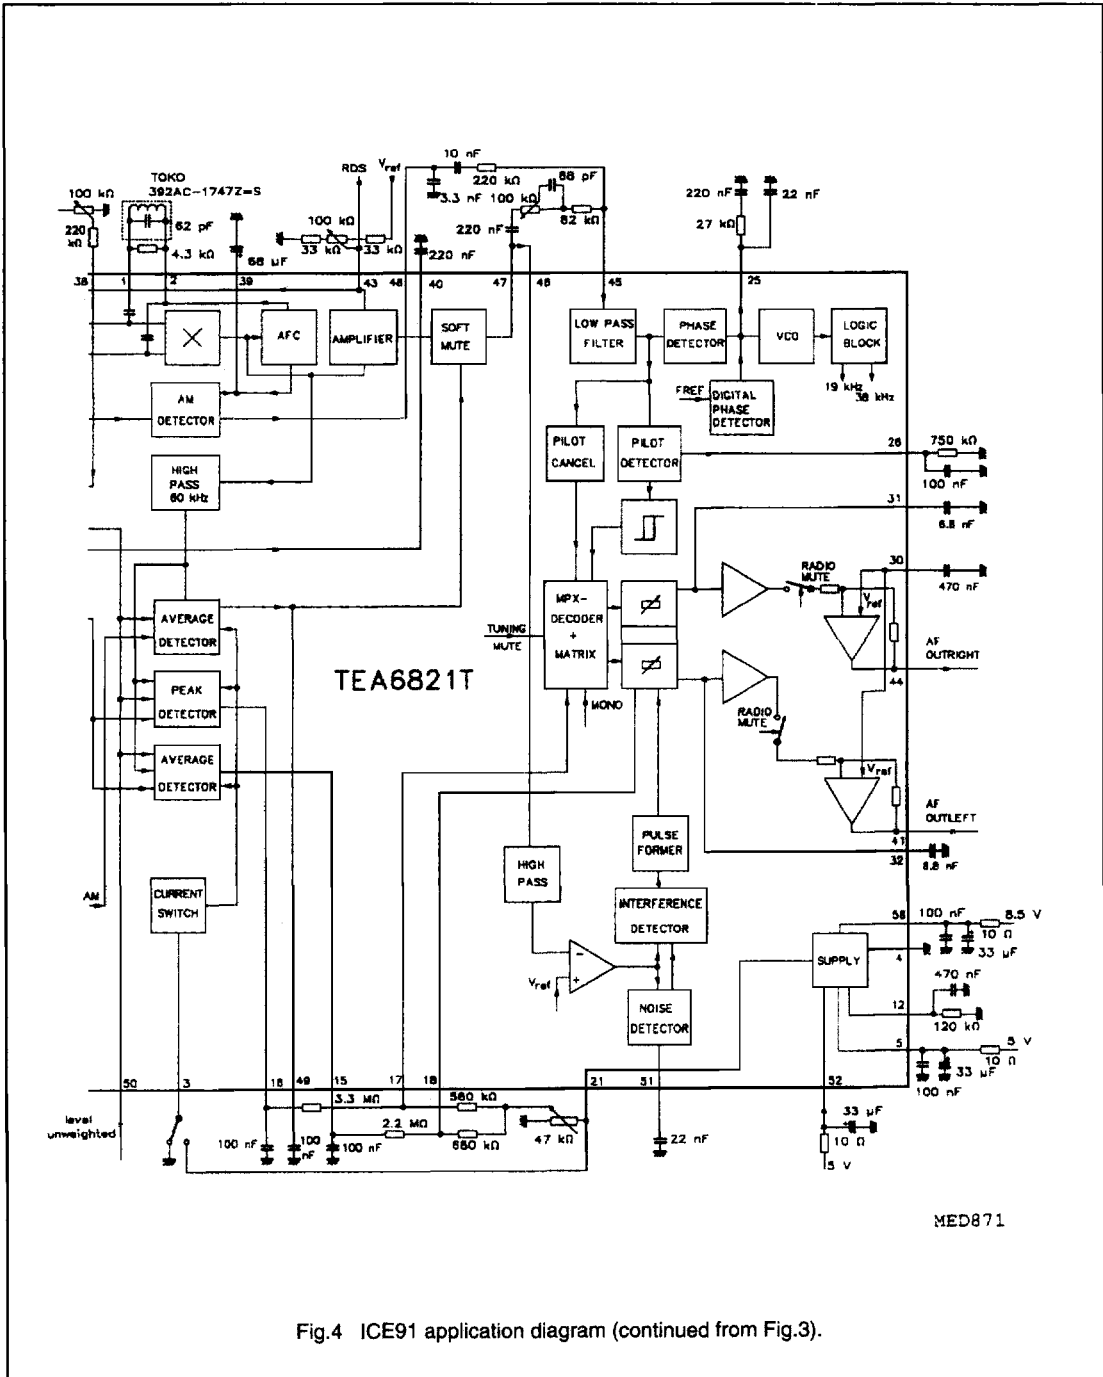 TOKO
392AC-1747Z=S
100 kΩ
220 kΩ
62 pF
4.3 kΩ
68 µF
RDS
Vref
100 kΩ
33 kΩ
33 kΩ
10 nF
220 kΩ
3.3 nF
220 nF
68 pF
100 kΩ
82 kΩ
220 nF
220 nF
22 nF
27 kΩ
38
1
2
39
43
48
40
47
46
45
25
AFC
AMPLIFIER
SOFT
MUTE
LOW PASS
FILTER
PHASE
DETECTOR
VCO
LOGIC
BLOCK
19 kHz
38 kHz
AM
DETECTOR
FREF
DIGITAL
PHASE
DETECTOR
HIGH
PASS
60 kHz
PILOT
CANCEL
PILOT
DETECTOR
26
750 kΩ
100 nF
31
6.8 nF
30
470 nF
RADIO
MUTE
Vref
AVERAGE
DETECTOR
TUNING
MUTE
MPX-
DECODER
+
MATRIX
AF
OUTRIGHT
44
TEA6821T
PEAK
DETECTOR
MONO
RADIO
MUTE
AVERAGE
DETECTOR
Vref
AF
OUTLEFT
41
32
6.8 nF
PULSE
FORMER
HIGH
PASS
AM
CURRENT
SWITCH
INTERFERENCE
DETECTOR
-
+
Vref
NOISE
DETECTOR
SUPPLY
58
100 nF
8.5 V
10 Ω
33 µF
4
470 nF
12
120 kΩ
5
5 V
10 Ω
33 µF
100 nF
50
3
16
49
15
17
18
21
51
52
level
unweighted
3.3 MΩ
560 kΩ
2.2 MΩ
680 kΩ
47 kΩ
100 nF
100 nF
100 nF
22 nF
33 µF
10 Ω
5 V
MED871
Fig.4 ICE91 application diagram (continued from Fig.3).